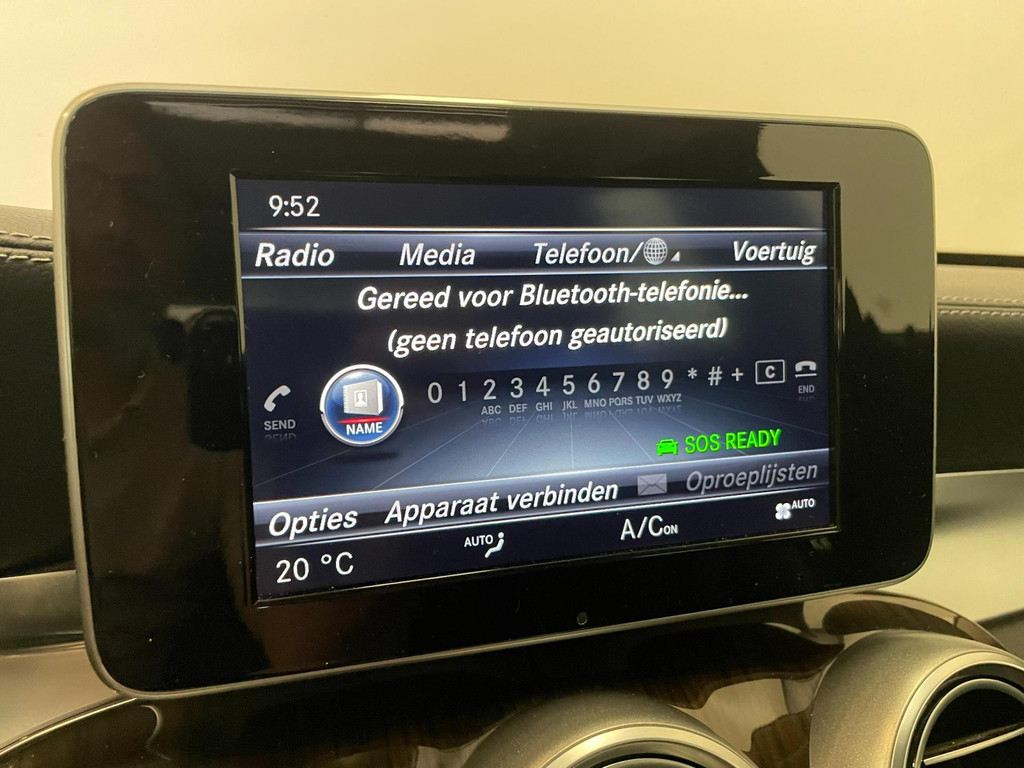 9:52
Radio Media Telefoon/ Voertuig
Gereed voor Bluetooth-telefonie...
(geen telefoon geautoriseerd)
SEND NAME 0 1 2 3 4 5 6 7 8 9 * # + C END
ABC DEF GHI JKL MNO PQRS TUV WXYZ
SOS READY
Opties Apparaat verbinden Oproeplijsten
20 °C AUTO A/C ON AUTO